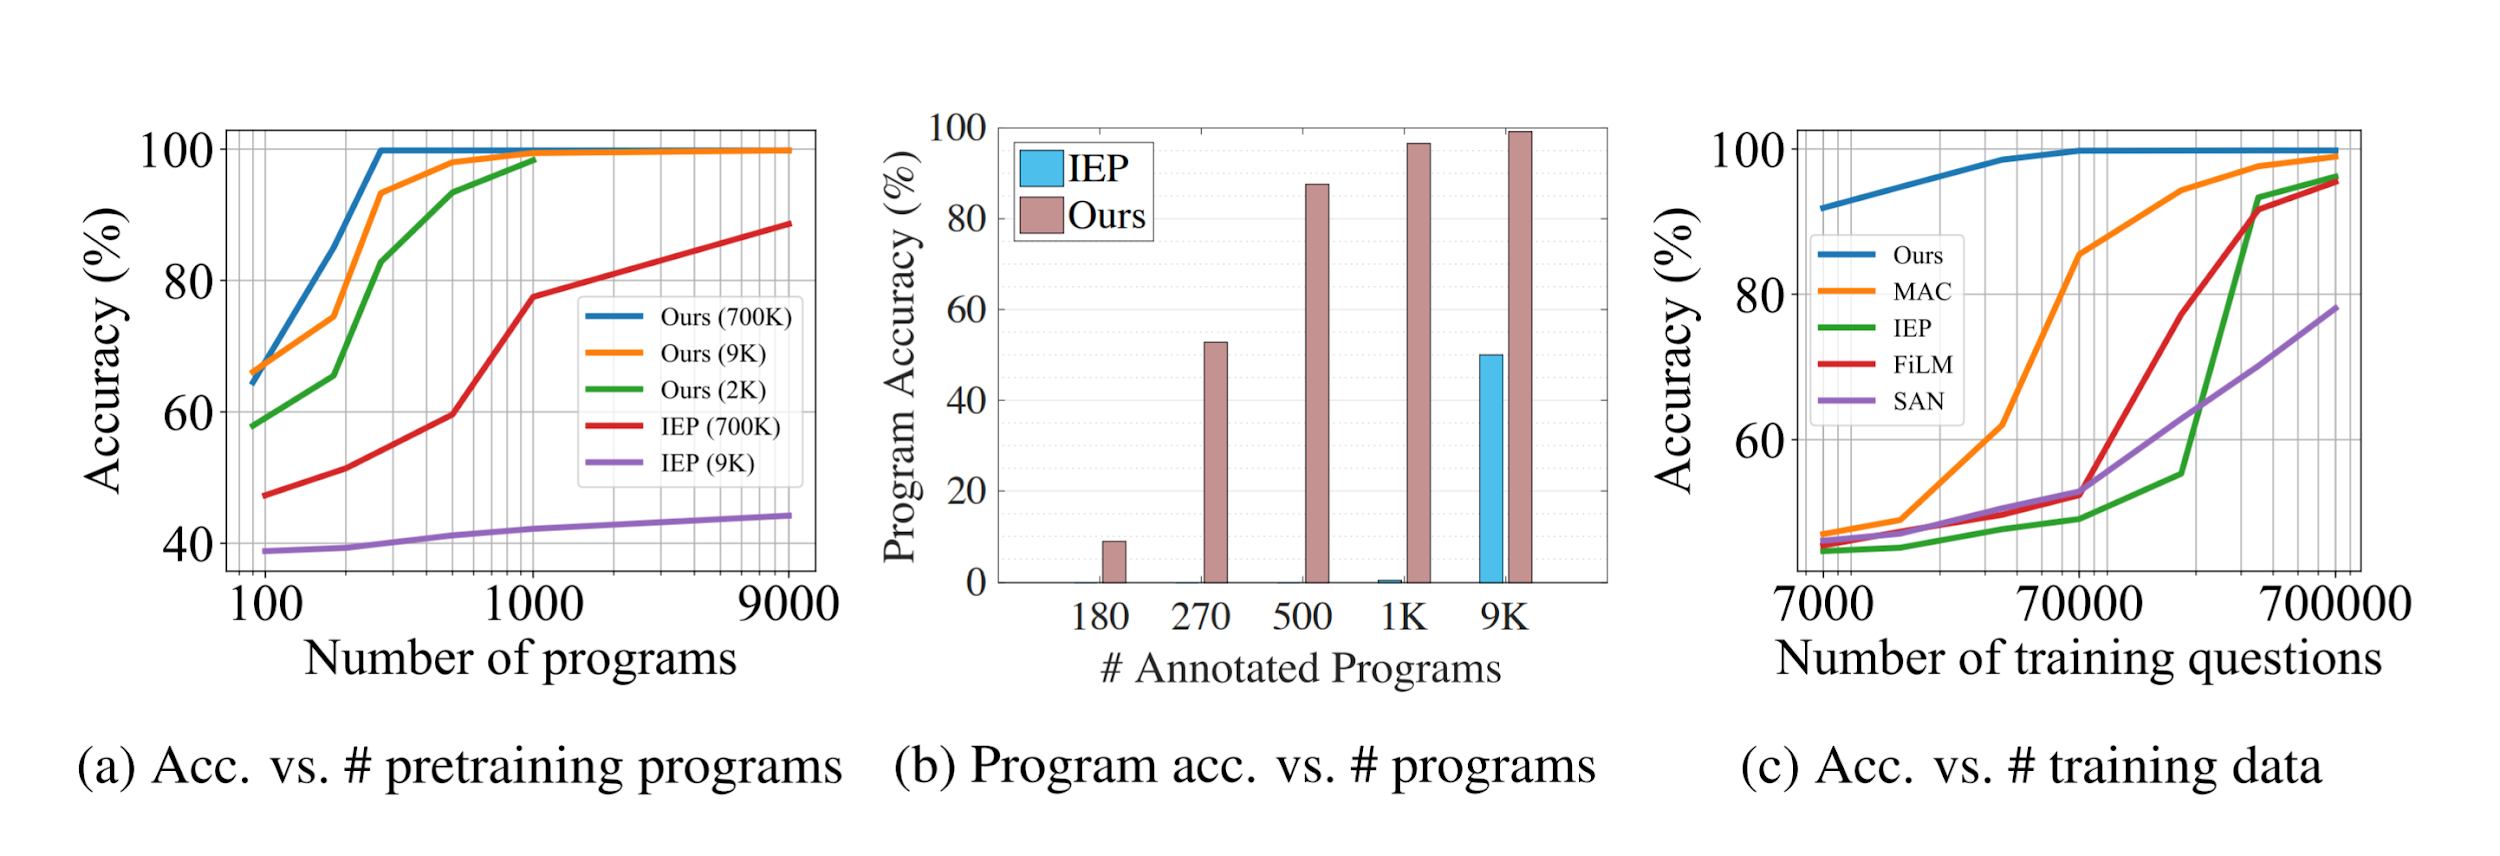 100
80
60
40
Accuracy (%)
Ours (700K)
Ours (9K)
Ours (2K)
IEP (700K)
IEP (9K)
100 1000 9000
Number of programs
(a) Acc. vs. # pretraining programs
100
80
60
40
20
0
Program Accuracy (%)
IEP
Ours
180 270 500 1K 9K
# Annotated Programs
(b) Program acc. vs. # programs
100
80
60
Accuracy (%)
Ours
MAC
IEP
FiLM
SAN
7000 70000 700000
Number of training questions
(c) Acc. vs. # training data